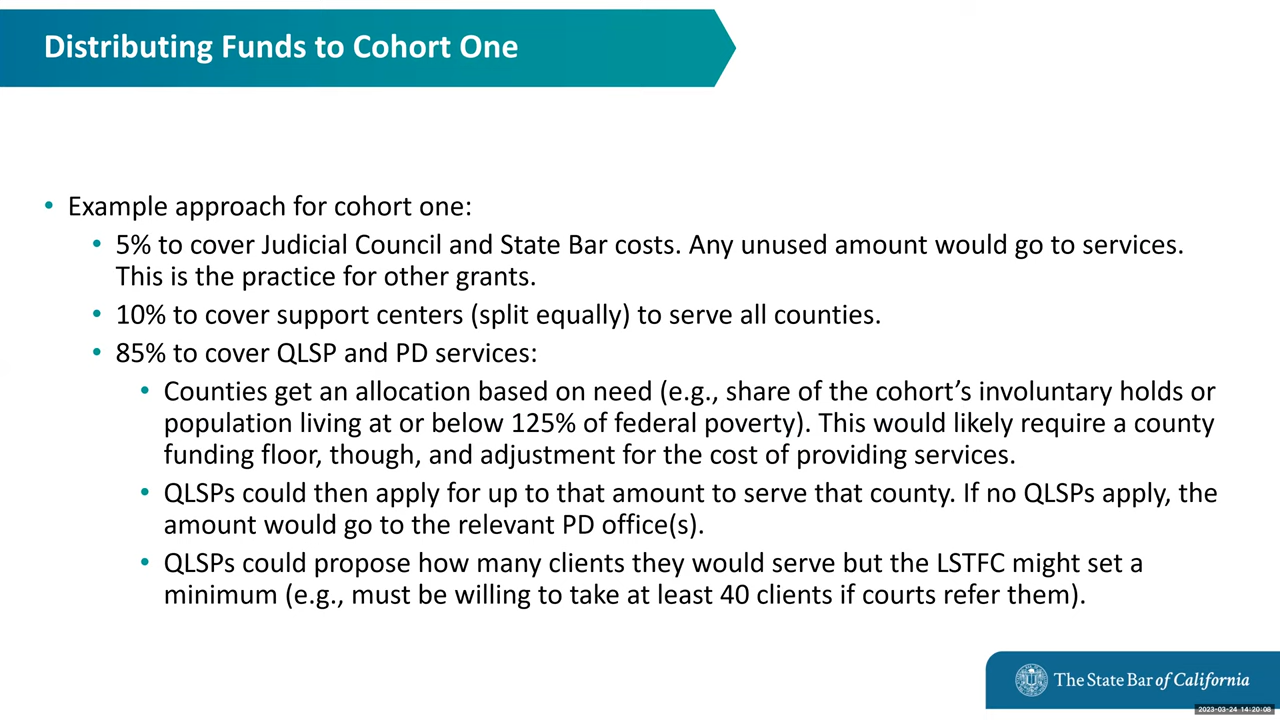 Distributing Funds to Cohort One
• Example approach for cohort one:
• 5% to cover Judicial Council and State Bar costs. Any unused amount would go to services.
This is the practice for other grants.
• 10% to cover support centers (split equally) to serve all counties.
• 85% to cover QLSP and PD services:
• Counties get an allocation based on need (e.g., share of the cohort’s involuntary holds or
population living at or below 125% of federal poverty). This would likely require a county
funding floor, though, and adjustment for the cost of providing services.
• QLSPs could then apply for up to that amount to serve that county. If no QLSPs apply, the
amount would go to the relevant PD office(s).
• QLSPs could propose how many clients they would serve but the LSTFC might set a
minimum (e.g., must be willing to take at least 40 clients if courts refer them).
The State Bar of California
2023-03-24 14:20:08